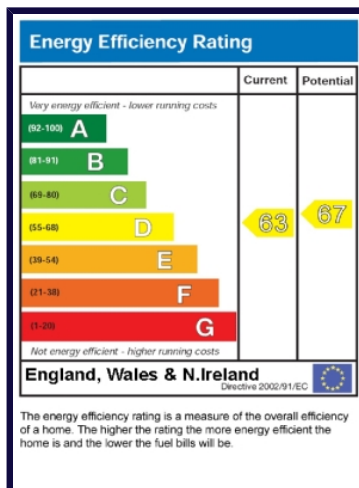 Energy Efficiency Rating
Current Potential
Very energy efficient - lower running costs
(92-100) A
(81-91) B
(69-80) C
(55-68) D 63 67
(39-54) E
(21-38) F
(1-20) G
Not energy efficient - higher running costs
England, Wales & N.Ireland
Directive 2002/91/EC
The energy efficiency rating is a measure of the overall efficiency
of a home. The higher the rating the more energy efficient the
home is and the lower the fuel bills will be.